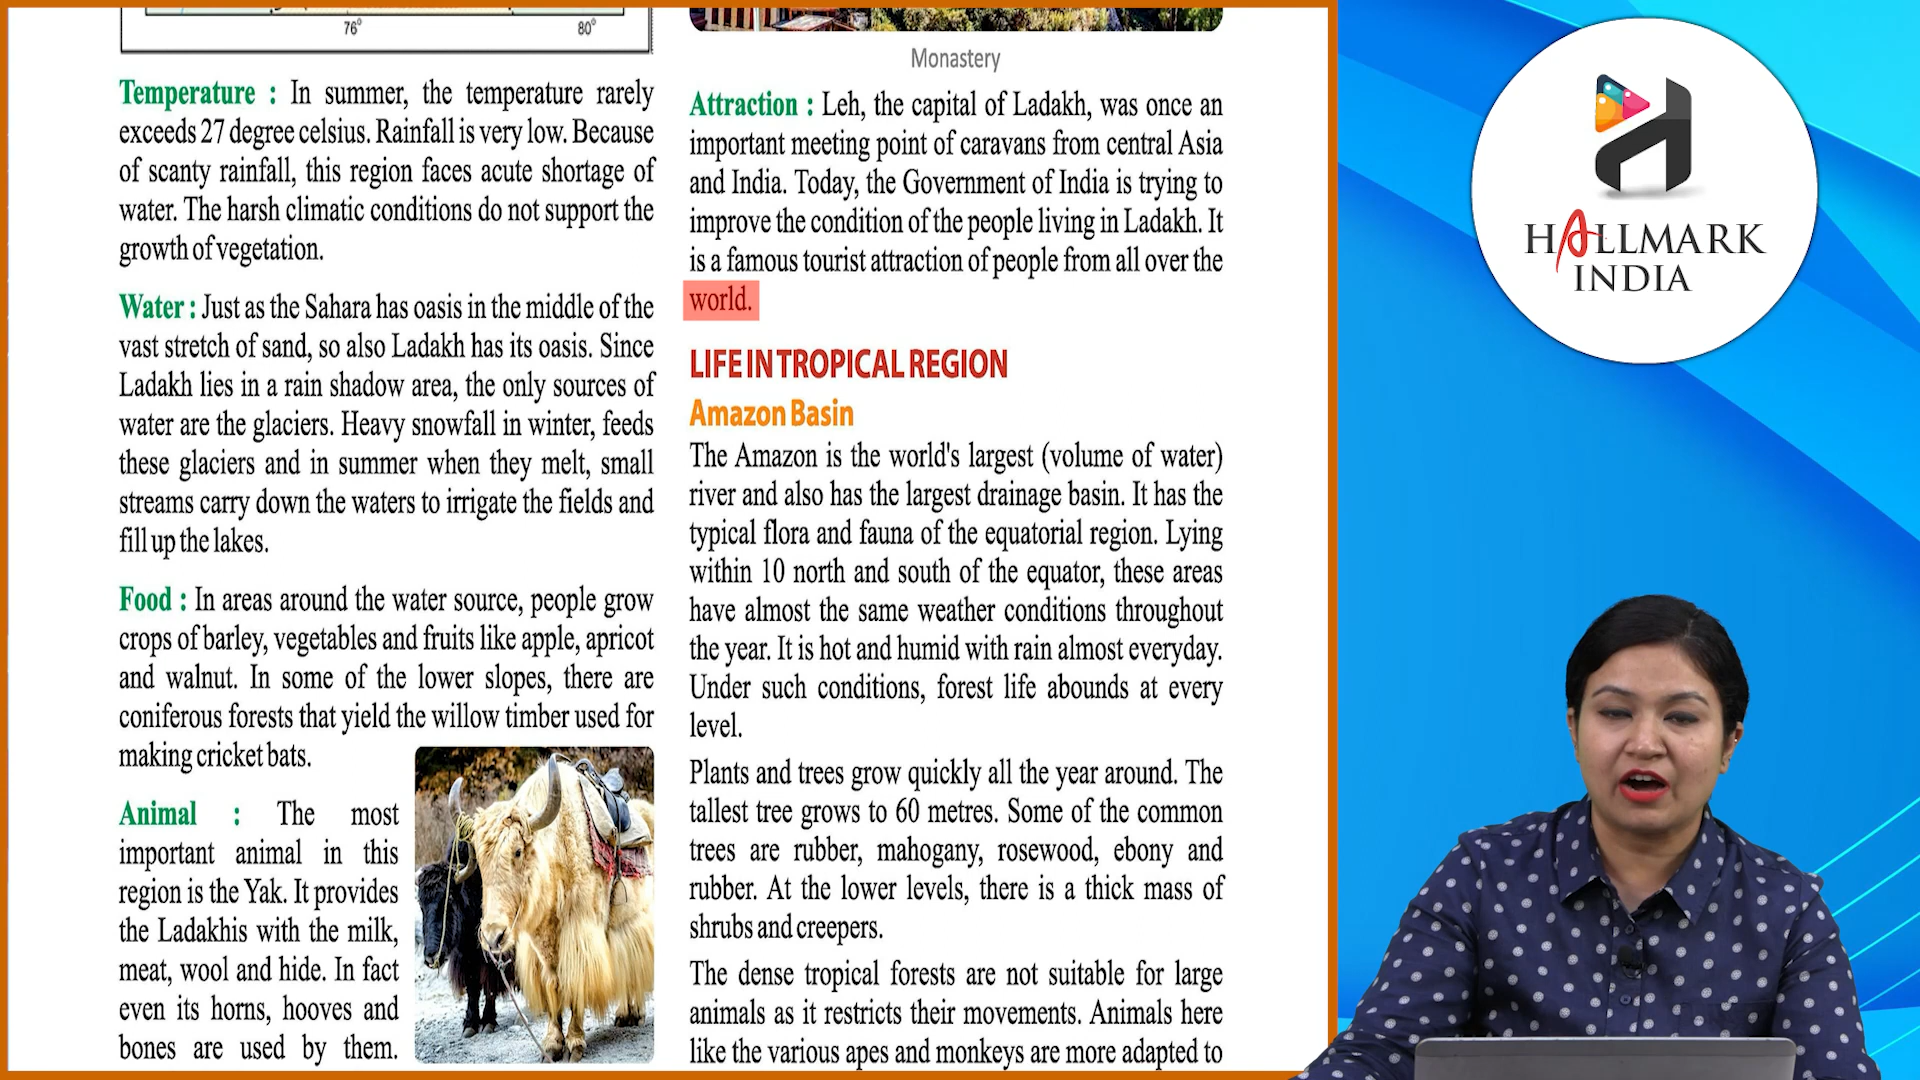 76°
80°
Temperature : In summer, the temperature rarely
exceeds 27 degree celsius. Rainfall is very low. Because
of scanty rainfall, this region faces acute shortage of
water. The harsh climatic conditions do not support the
growth of vegetation.
Water : Just as the Sahara has oasis in the middle of the
vast stretch of sand, so also Ladakh has its oasis. Since
Ladakh lies in a rain shadow area, the only sources of
water are the glaciers. Heavy snowfall in winter, feeds
these glaciers and in summer when they melt, small
streams carry down the waters to irrigate the fields and
fill up the lakes.
Food : In areas around the water source, people grow
crops of barley, vegetables and fruits like apple, apricot
and walnut. In some of the lower slopes, there are
coniferous forests that yield the willow timber used for
making cricket bats.
Animal : The most
important animal in this
region is the Yak. It provides
the Ladakhis with the milk,
meat, wool and hide. In fact
even its horns, hooves and
bones are used by them.
Monastery
Attraction : Leh, the capital of Ladakh, was once an
important meeting point of caravans from central Asia
and India. Today, the Government of India is trying to
improve the condition of the people living in Ladakh. It
is a famous tourist attraction of people from all over the
world.
LIFE IN TROPICAL REGION
Amazon Basin
The Amazon is the world's largest (volume of water)
river and also has the largest drainage basin. It has the
typical flora and fauna of the equatorial region. Lying
within 10 north and south of the equator, these areas
have almost the same weather conditions throughout
the year. It is hot and humid with rain almost everyday.
Under such conditions, forest life abounds at every
level.
Plants and trees grow quickly all the year around. The
tallest tree grows to 60 metres. Some of the common
trees are rubber, mahogany, rosewood, ebony and
rubber. At the lower levels, there is a thick mass of
shrubs and creepers.
The dense tropical forests are not suitable for large
animals as it restricts their movements. Animals here
like the various apes and monkeys are more adapted to
HALLMARK
INDIA